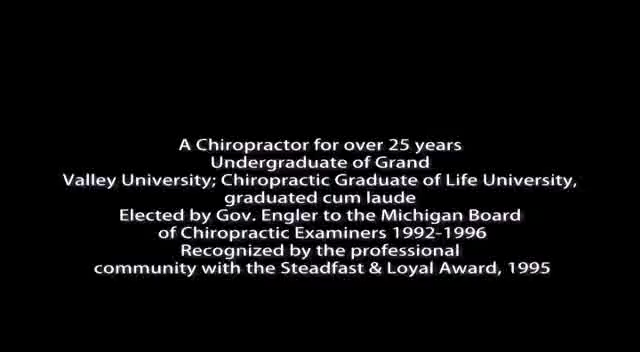 A Chiropractor for over 25 years
Undergraduate of Grand
Valley University; Chiropractic Graduate of Life University,
graduated cum laude
Elected by Gov. Engler to the Michigan Board
of Chiropractic Examiners 1992-1996
Recognized by the professional
community with the Steadfast & Loyal Award, 1995